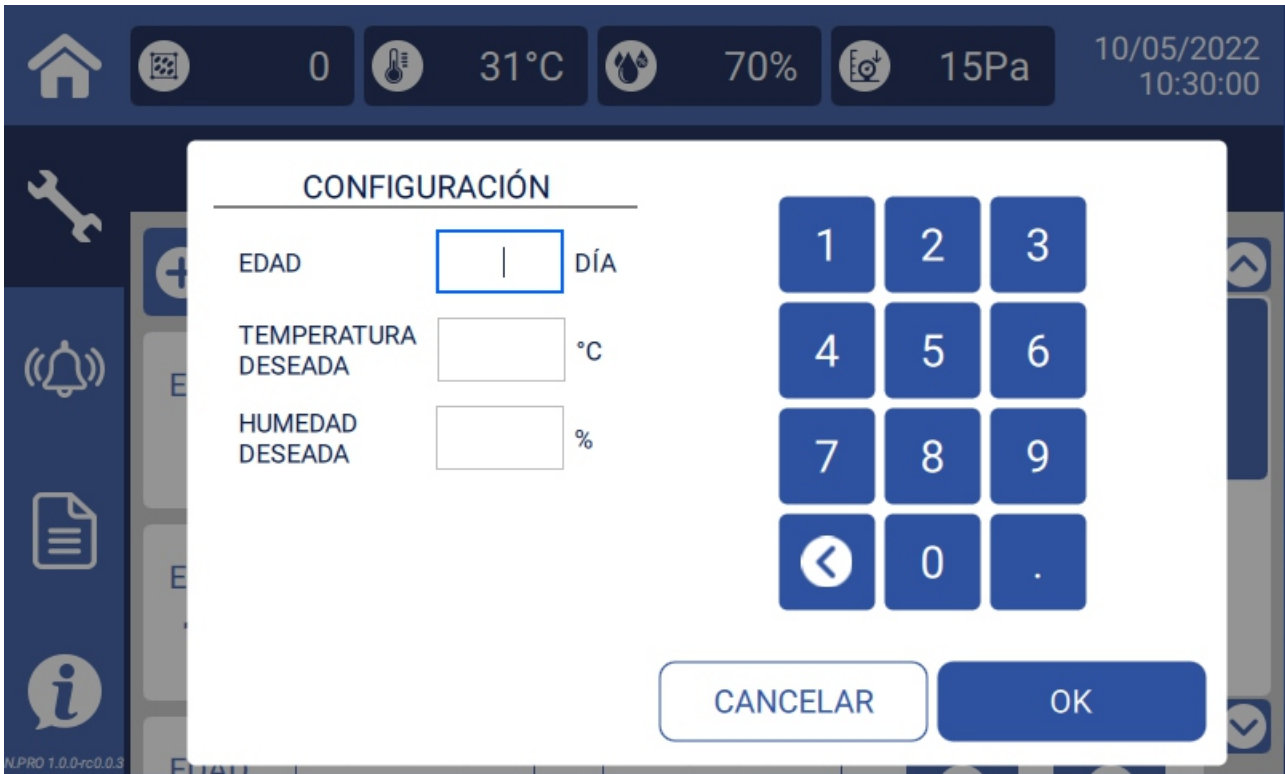 0
31°C
70%
15Pa
10/05/2022
10:30:00
CONFIGURACIÓN
EDAD
DÍA
TEMPERATURA
DESEADA
°C
HUMEDAD
DESEADA
%
1 2 3
4 5 6
7 8 9
0 .
CANCELAR OK
N.PRO 1.0.0-rc0.0.3
EDAD